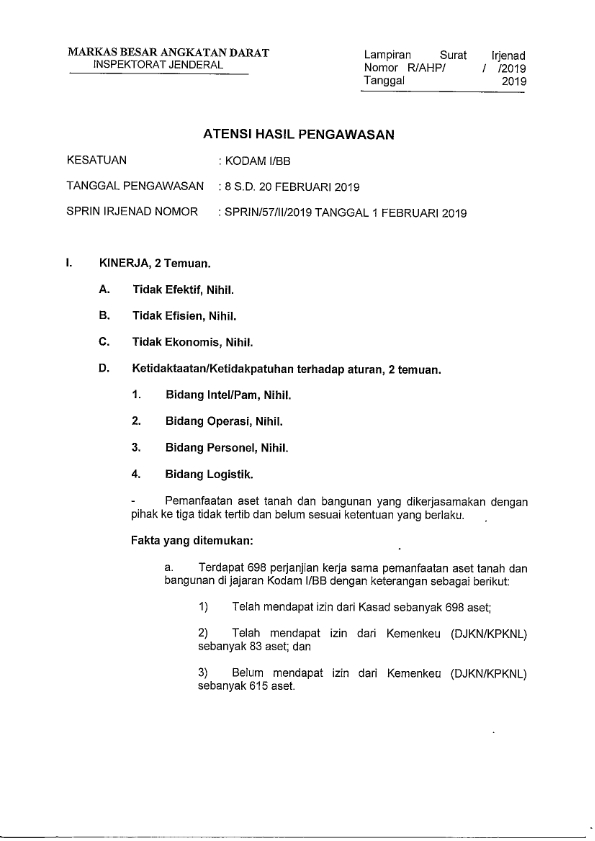 MARKAS BESAR ANGKATAN DARAT
INSPEKTORAT JENDERAL
Lampiran Surat Irjenad
Nomor R/AHP/ / /2019
Tanggal 2019
ATENSI HASIL PENGAWASAN
KESATUAN : KODAM I/BB
TANGGAL PENGAWASAN : 8 S.D. 20 FEBRUARI 2019
SPRIN IRJENAD NOMOR : SPRIN/57/II/2019 TANGGAL 1 FEBRUARI 2019
I. KINERJA, 2 Temuan.
A. Tidak Efektif, Nihil.
B. Tidak Efisien, Nihil.
C. Tidak Ekonomis, Nihil.
D. Ketidaktaatan/Ketidakpatuhan terhadap aturan, 2 temuan.
1. Bidang Intel/Pam, Nihil.
2. Bidang Operasi, Nihil.
3. Bidang Personel, Nihil.
4. Bidang Logistik.
- Pemanfaatan aset tanah dan bangunan yang dikerjasamakan dengan
pihak ke tiga tidak tertib dan belum sesuai ketentuan yang berlaku.
Fakta yang ditemukan:
a. Terdapat 698 perjanjian kerja sama pemanfaatan aset tanah dan
bangunan di jajaran Kodam I/BB dengan keterangan sebagai berikut:
1) Telah mendapat izin dari Kasad sebanyak 698 aset;
2) Telah mendapat izin dari Kemenkeu (DJKN/KPKNL)
sebanyak 83 aset; dan
3) Belum mendapat izin dari Kemenkeu (DJKN/KPKNL)
sebanyak 615 aset.